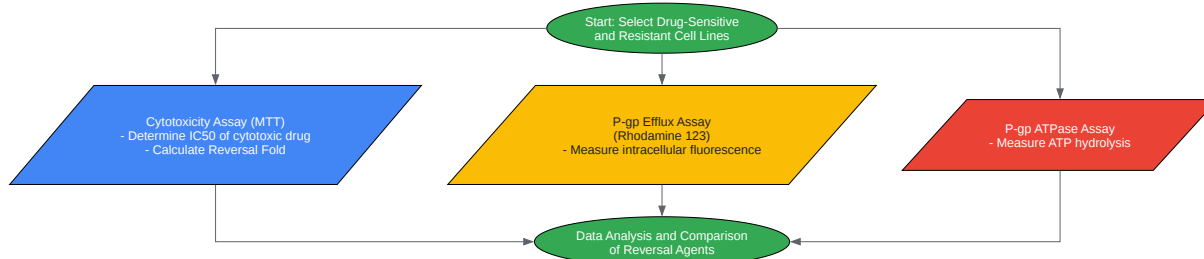 Start: Select Drug-Sensitive
and Resistant Cell Lines
Cytotoxicity Assay (MTT)
- Determine IC50 of cytotoxic drug
- Calculate Reversal Fold
P-gp Efflux Assay
(Rhodamine 123)
- Measure intracellular fluorescence
P-gp ATPase Assay
- Measure ATP hydrolysis
Data Analysis and Comparison
of Reversal Agents